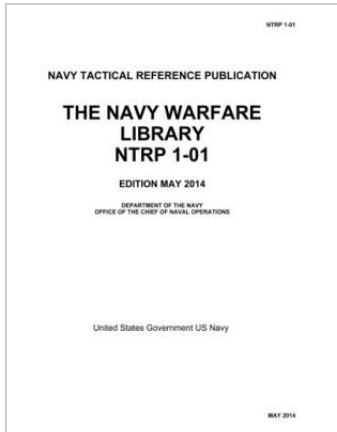 NTRP 1-01
NAVY TACTICAL REFERENCE PUBLICATION
THE NAVY WARFARE
LIBRARY
NTRP 1-01
EDITION MAY 2014
DEPARTMENT OF THE NAVY
OFFICE OF THE CHIEF OF NAVAL OPERATIONS
United States Government US Navy
MAY 2014